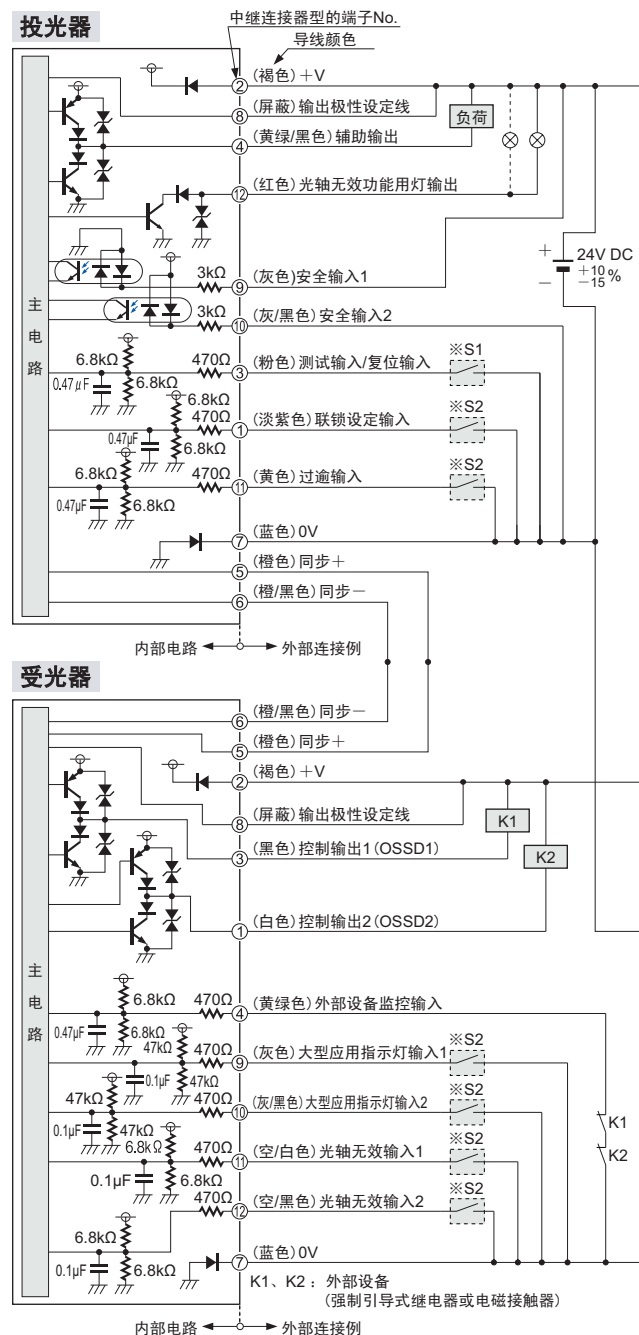 投光器
中继连接器型的端子No.
导线颜色
② (褐色) +V
⑧ (屏蔽) 输出极性设定线
负荷
④ (黄绿/黑色) 辅助输出
⑫ (红色) 光轴无效功能用灯输出
+
−
24V DC
+10
−15 %
3kΩ ⑨ (灰色)安全输入1
3kΩ ⑩ (灰/黑色) 安全输入2
主电路
6.8kΩ
470Ω ③ (粉色) 测试输入/复位输入
※S1
0.47μF
6.8kΩ
6.8kΩ
470Ω ① (淡紫色) 联锁设定输入
※S2
0.47μF
6.8kΩ
6.8kΩ
470Ω ⑪ (黄色) 过逾输入
※S2
0.47μF
6.8kΩ
⑦ (蓝色) 0V
⑤ (橙色) 同步+
⑥ (橙/黑色) 同步−
内部电路
外部连接例
受光器
⑥ (橙/黑色) 同步−
⑤ (橙色) 同步+
② (褐色) +V
⑧ (屏蔽) 输出极性设定线
K1
③ (黑色) 控制输出1(OSSD1)
K2
① (白色) 控制输出2(OSSD2)
主电路
6.8kΩ
470Ω ④ (黄绿色) 外部设备监控输入
0.47μF
6.8kΩ
47kΩ
470Ω ⑨ (灰色) 大型应用指示灯输入1
※S2
0.1μF
47kΩ
47kΩ
470Ω ⑩ (灰/黑色) 大型应用指示灯输入2
※S2
0.1μF
47kΩ
6.8kΩ
470Ω ⑪ (空/白色) 光轴无效输入1
※S2
K1
K2
0.1μF
6.8kΩ
470Ω ⑫ (空/黑色) 光轴无效输入2
※S2
6.8kΩ
0.1μF
6.8kΩ
⑦ (蓝色) 0V
K1、K2 ： 外部设备
(强制引导式继电器或电磁接触器)
内部电路
外部连接例